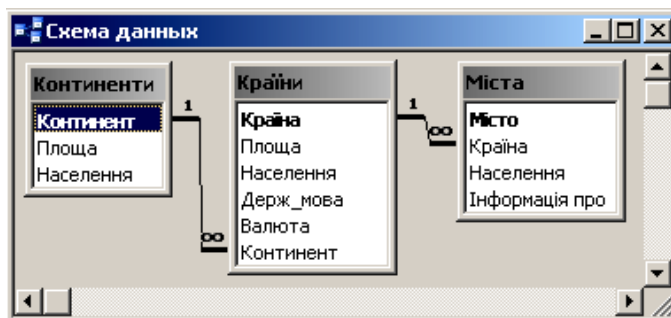 Схема данных
Континенти
Континент
Площа
Населення
1
∞
Країни
Країна
Площа
Населення
Держ_мова
Валюта
Континент
1
∞
Міста
Місто
Країна
Населення
Інформація про